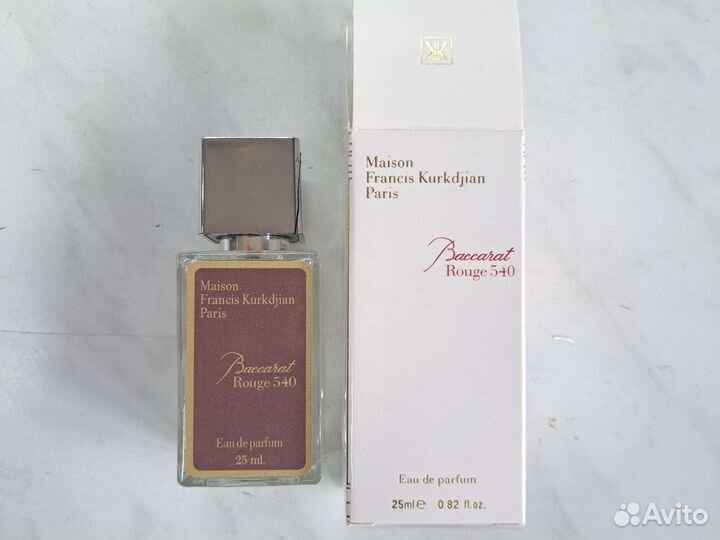 Maison
Francis Kurkdjian
Paris
Baccarat
Rouge 540
Eau de parfum
25 ml.
Maison
Francis Kurkdjian
Paris
Baccarat
Rouge 540
Eau de parfum
25ml℮ 0.82 fl.oz.
Avito